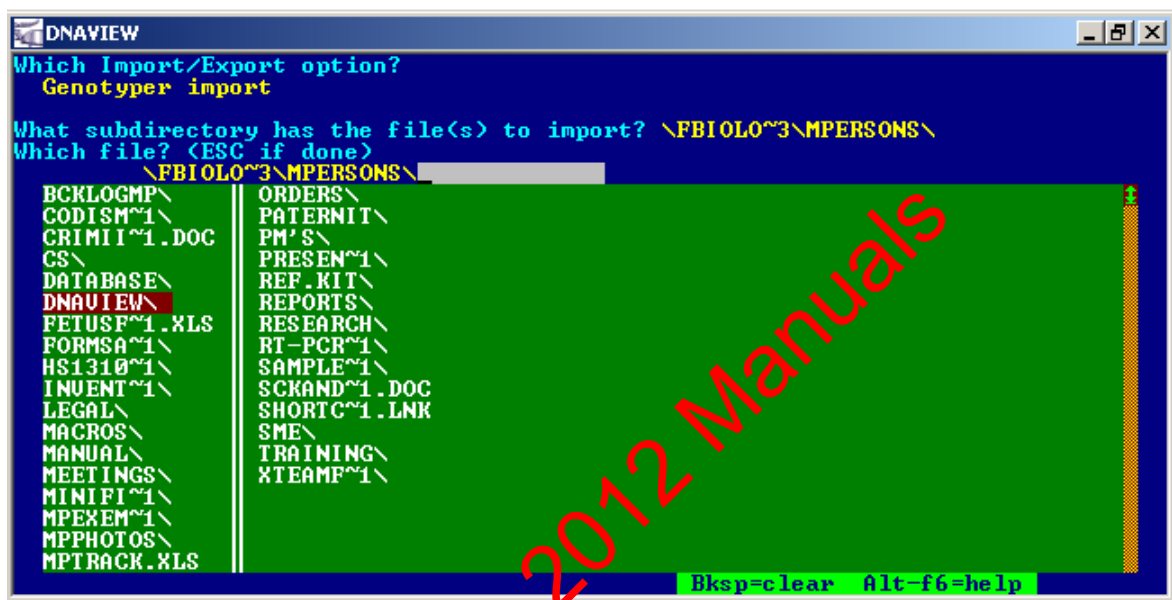 DNAVIEW
Which Import/Export option?
Genotyper import
What subdirectory has the file(s) to import? \FBIOLO~3\MPERSONS\
Which file? (ESC if done)
\FBIOLO~3\MPERSONS\_
BCKLOGMP\
CODISM~1\
CRIMII~1.DOC
CS\
DATABASE\
DNAVIEW\
FETUSF~1.XLS
FORMSA~1\
HS1310~1\
INVENT~1\
LEGAL\
MACROS\
MANUAL\
MEETINGS\
MINIFI~1\
MPEXEM~1\
MPPHOTOS\
MPTRACK.XLS
ORDERS\
PATERNIT\
PM'S\
PRESEN~1\
REF.KIT\
REPORTS\
RESEARCH\
RT-PCR~1\
SAMPLE~1\
SCKAND~1.DOC
SHORTC~1.LNK
SME\
TRAINING\
XTEAMF~1\
Bksp=clear Alt-f6=help
2012 Manuals